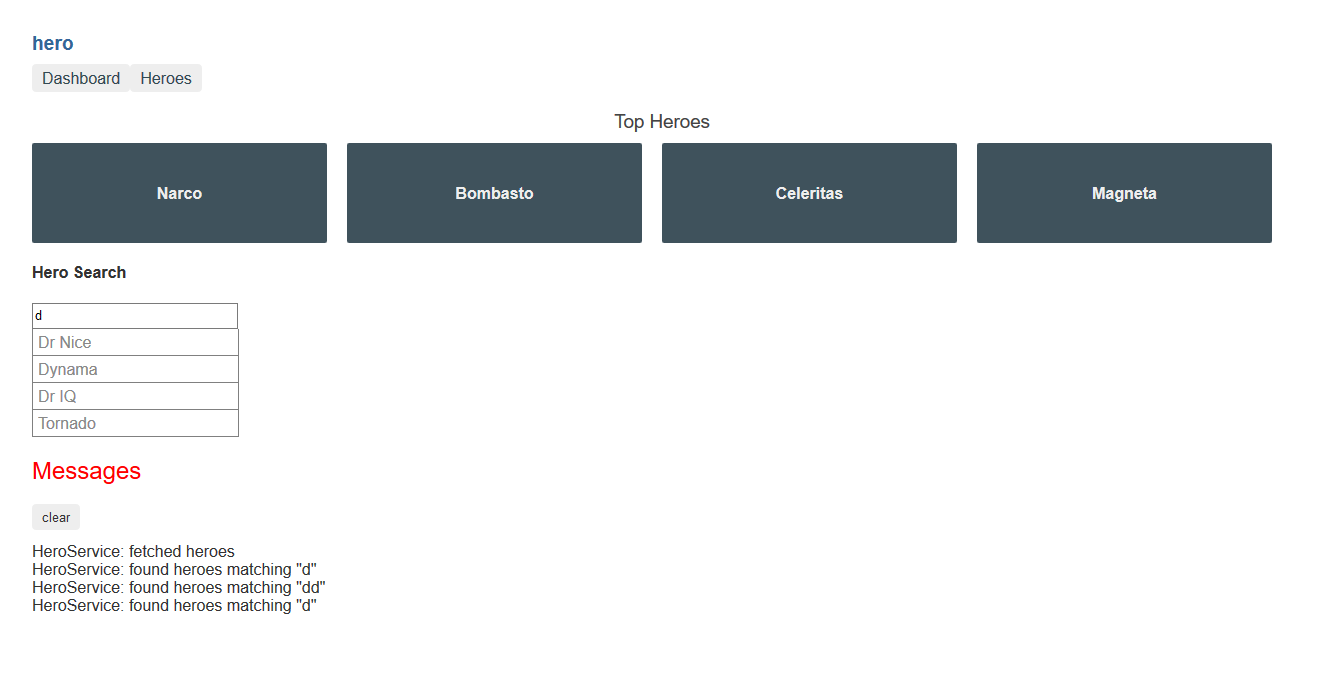 hero
Dashboard Heroes
Top Heroes
Narco Bombasto Celeritas Magneta
Hero Search
d
Dr Nice
Dynama
Dr IQ
Tornado
Messages
clear
HeroService: fetched heroes
HeroService: found heroes matching "d"
HeroService: found heroes matching "dd"
HeroService: found heroes matching "d"